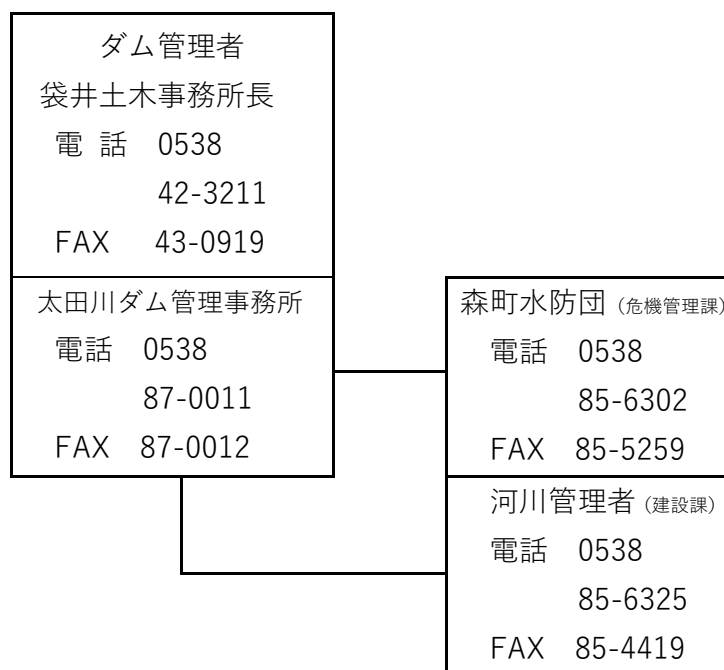 ダム管理者
袋井土木事務所長
電 話 0538
42-3211
FAX 43-0919
太田川ダム管理事務所
電話 0538
87-0011
FAX 87-0012
森町水防団 (危機管理課)
電話 0538
85-6302
FAX 85-5259
河川管理者 (建設課)
電話 0538
85-6325
FAX 85-4419